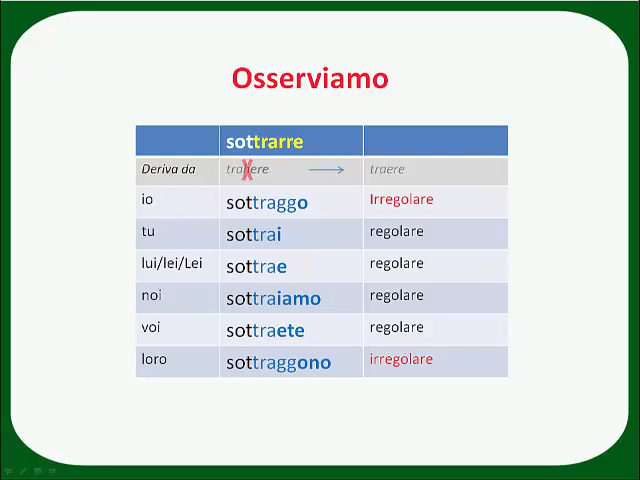 Osserviamo
sottrarre
Deriva da trahere traere
io sottraggo Irregolare
tu sottrai regolare
lui/lei/Lei sottrae regolare
noi sottraiamo regolare
voi sottraete regolare
loro sottraggono irregolare